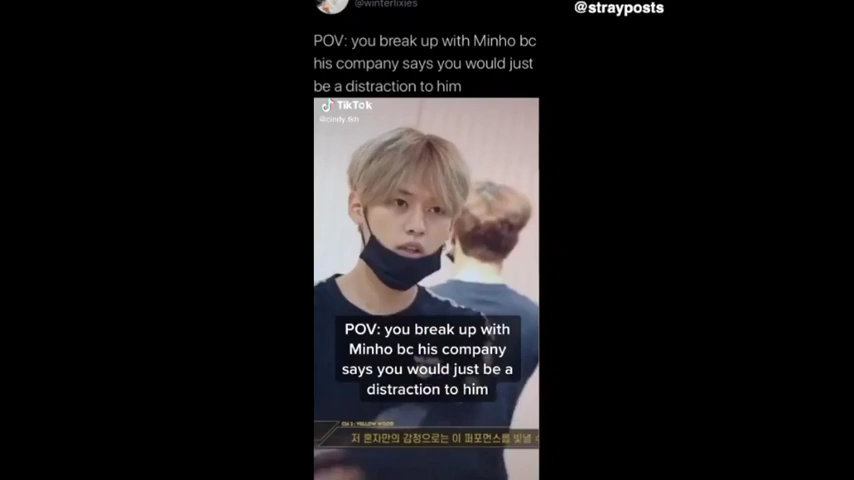 @winterlixies
@strayposts
POV: you break up with Minho bc
his company says you would just
be a distraction to him
TikTok
POV: you break up with
Minho bc his company
says you would just be a
distraction to him
저 혼자만의 감정으로는 이 퍼포먼스를 빛낼 수